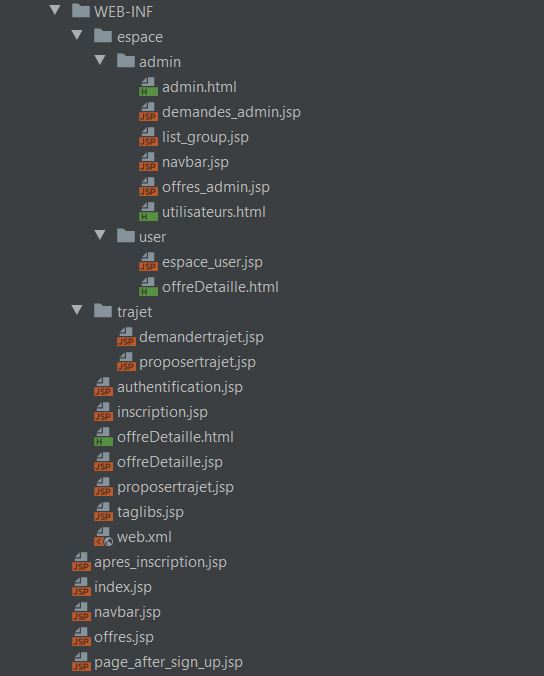 WEB-INF
espace
admin
admin.html
demandes_admin.jsp
list_group.jsp
navbar.jsp
offres_admin.jsp
utilisateurs.html
user
espace_user.jsp
offreDetaille.html
trajet
demandertrajet.jsp
proposertrajet.jsp
authentification.jsp
inscription.jsp
offreDetaille.html
offreDetaille.jsp
proposertrajet.jsp
taglibs.jsp
web.xml
apres_inscription.jsp
index.jsp
navbar.jsp
offres.jsp
page_after_sign_up.jsp